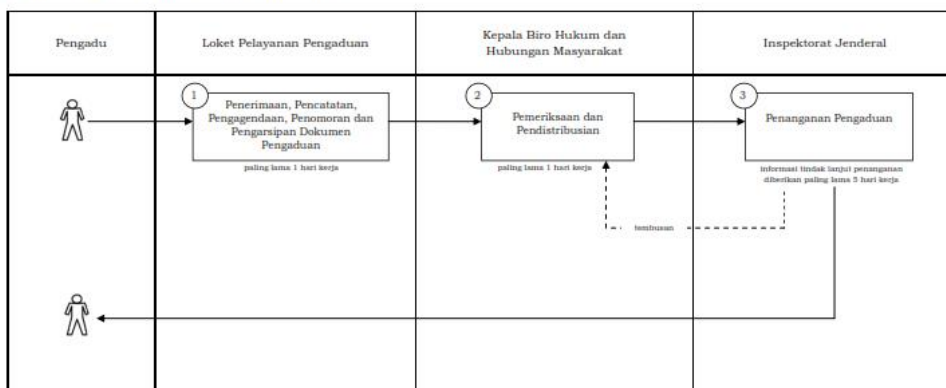 Pengadu
Loket Pelayanan Pengaduan
Kepala Biro Hukum dan
Hubungan Masyarakat
Inspektorat Jenderal
1
Penerimaan, Pencatatan,
Pengagendaan, Penomoran dan
Pengarsipan Dokumen
Pengaduan
paling lama 1 hari kerja
2
Pemeriksaan dan
Pendistribusian
paling lama 1 hari kerja
3
Penanganan Pengaduan
informasi tindak lanjut penanganan
diberikan paling lama 5 hari kerja
tembusan